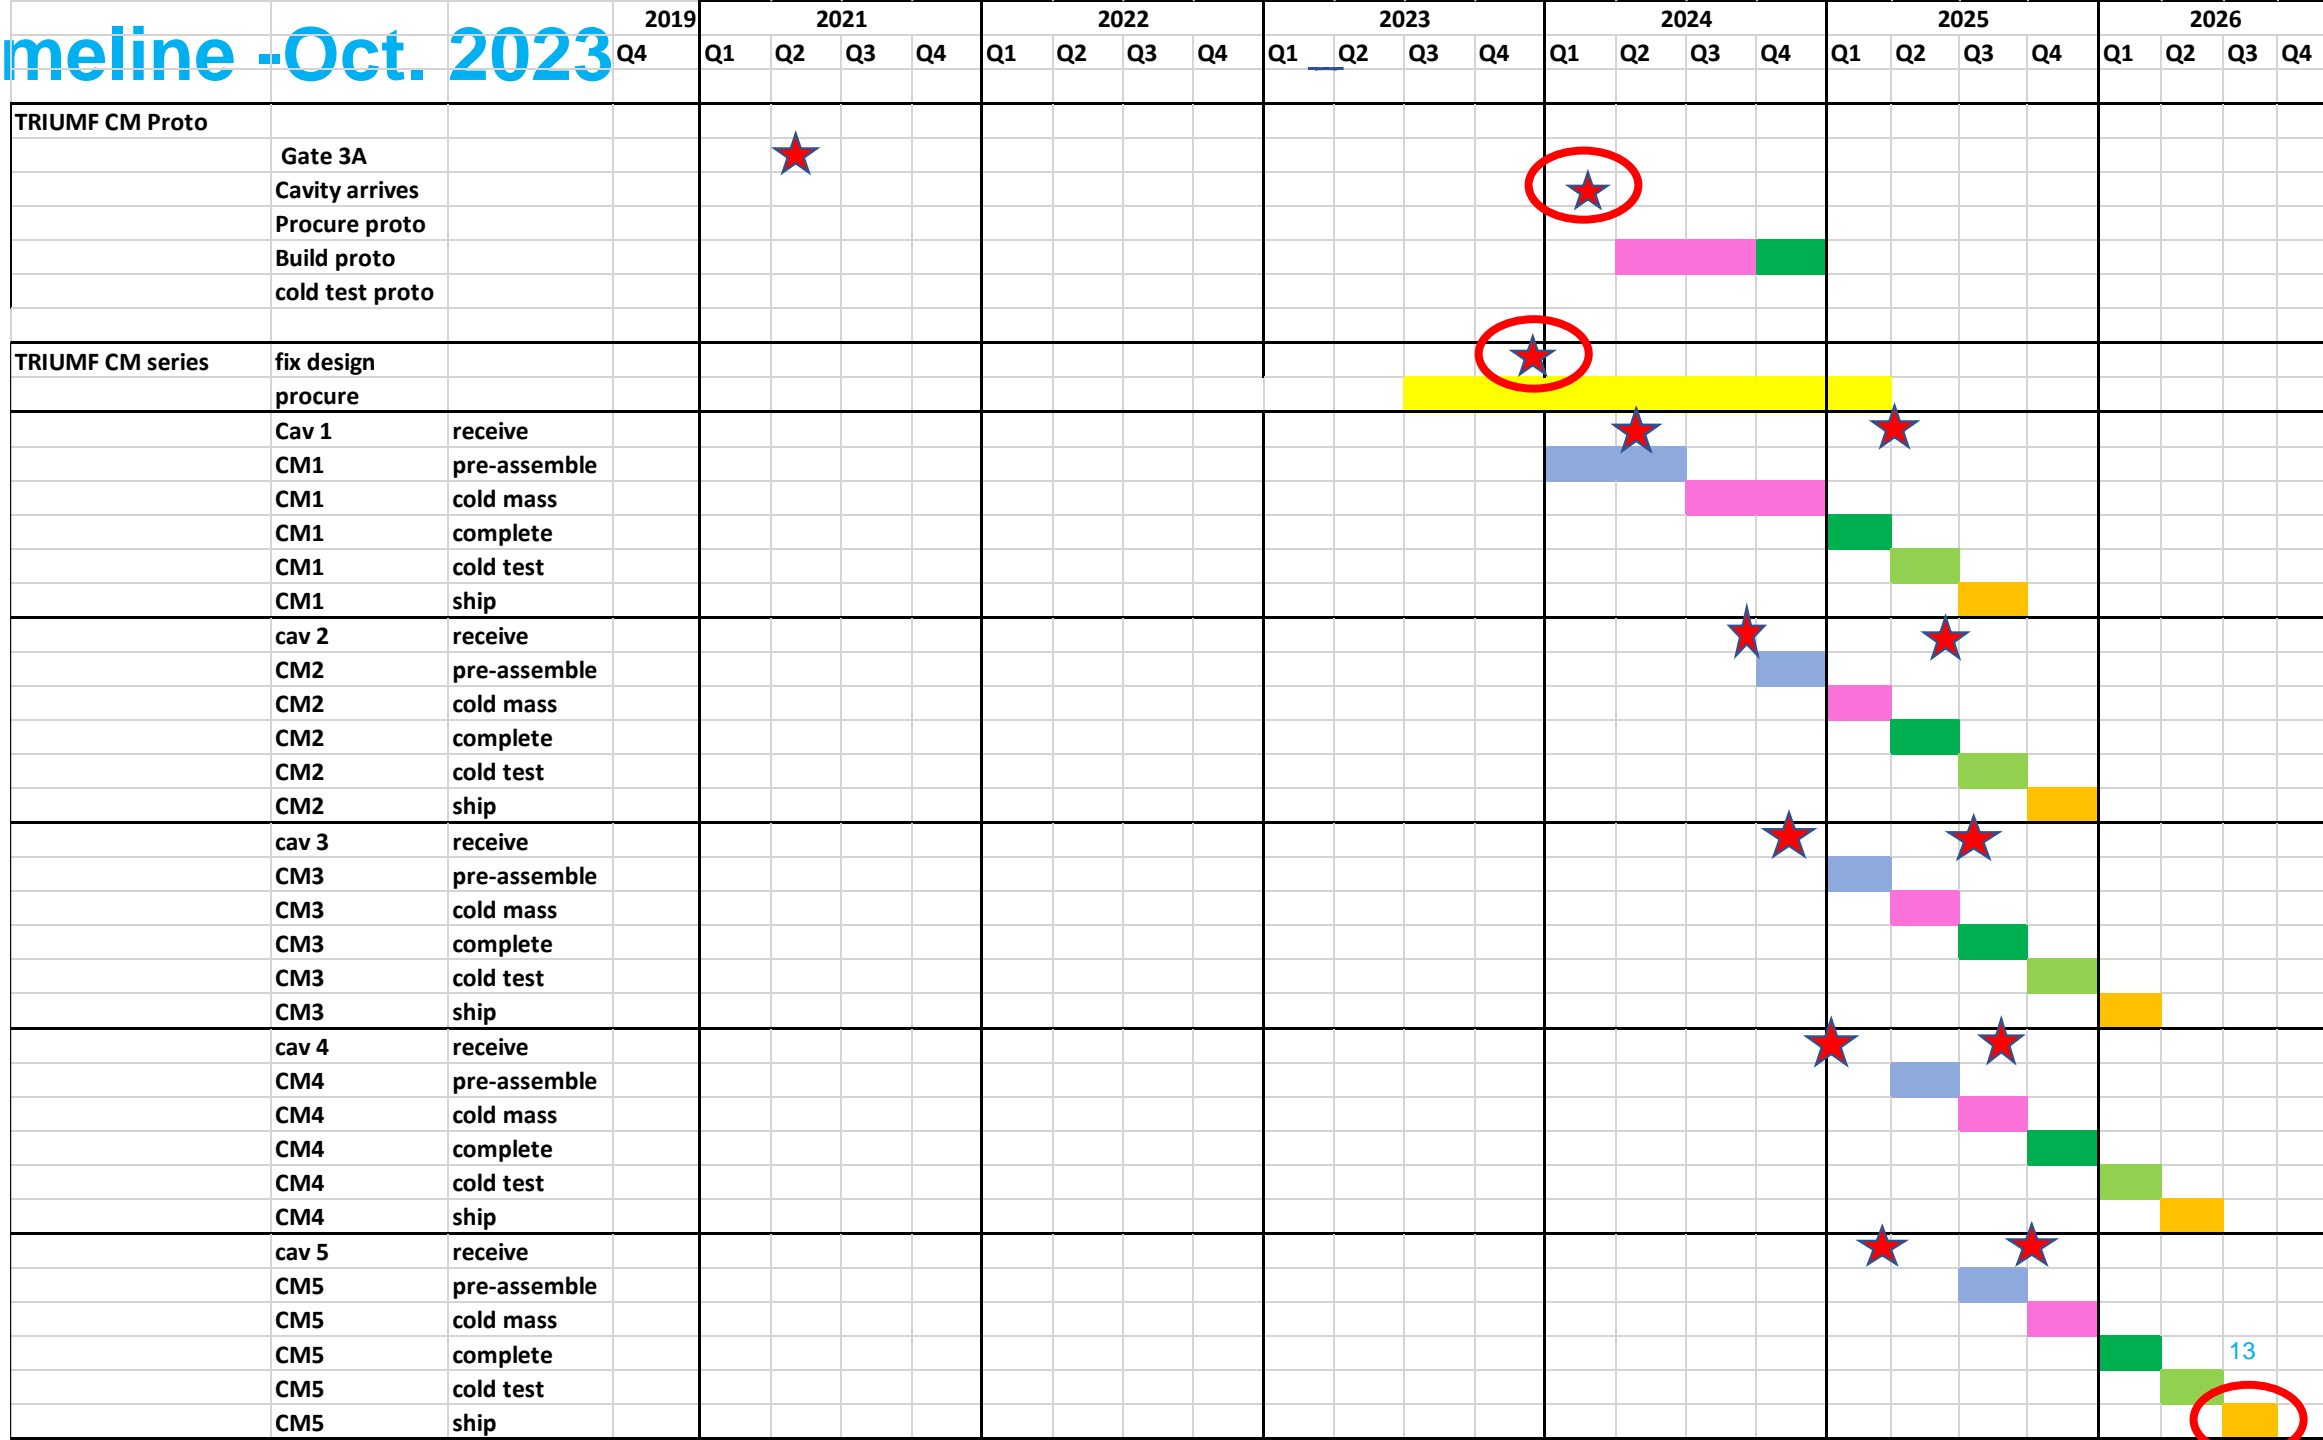 2019 2021 2022 2023 2024 2025 2026
meline -Oct. 2023
Q4 Q1 Q2 Q3 Q4 Q1 Q2 Q3 Q4 Q1 Q2 Q3 Q4 Q1 Q2 Q3 Q4 Q1 Q2 Q3 Q4 Q1 Q2 Q3 Q4
TRIUMF CM Proto
Gate 3A
Cavity arrives
Procure proto
Build proto
cold test proto
TRIUMF CM series fix design
procure
Cav 1 receive
CM1 pre-assemble
CM1 cold mass
CM1 complete
CM1 cold test
CM1 ship
cav 2 receive
CM2 pre-assemble
CM2 cold mass
CM2 complete
CM2 cold test
CM2 ship
cav 3 receive
CM3 pre-assemble
CM3 cold mass
CM3 complete
CM3 cold test
CM3 ship
cav 4 receive
CM4 pre-assemble
CM4 cold mass
CM4 complete
CM4 cold test
CM4 ship
cav 5 receive
CM5 pre-assemble
CM5 cold mass
CM5 complete 13
CM5 cold test
CM5 ship